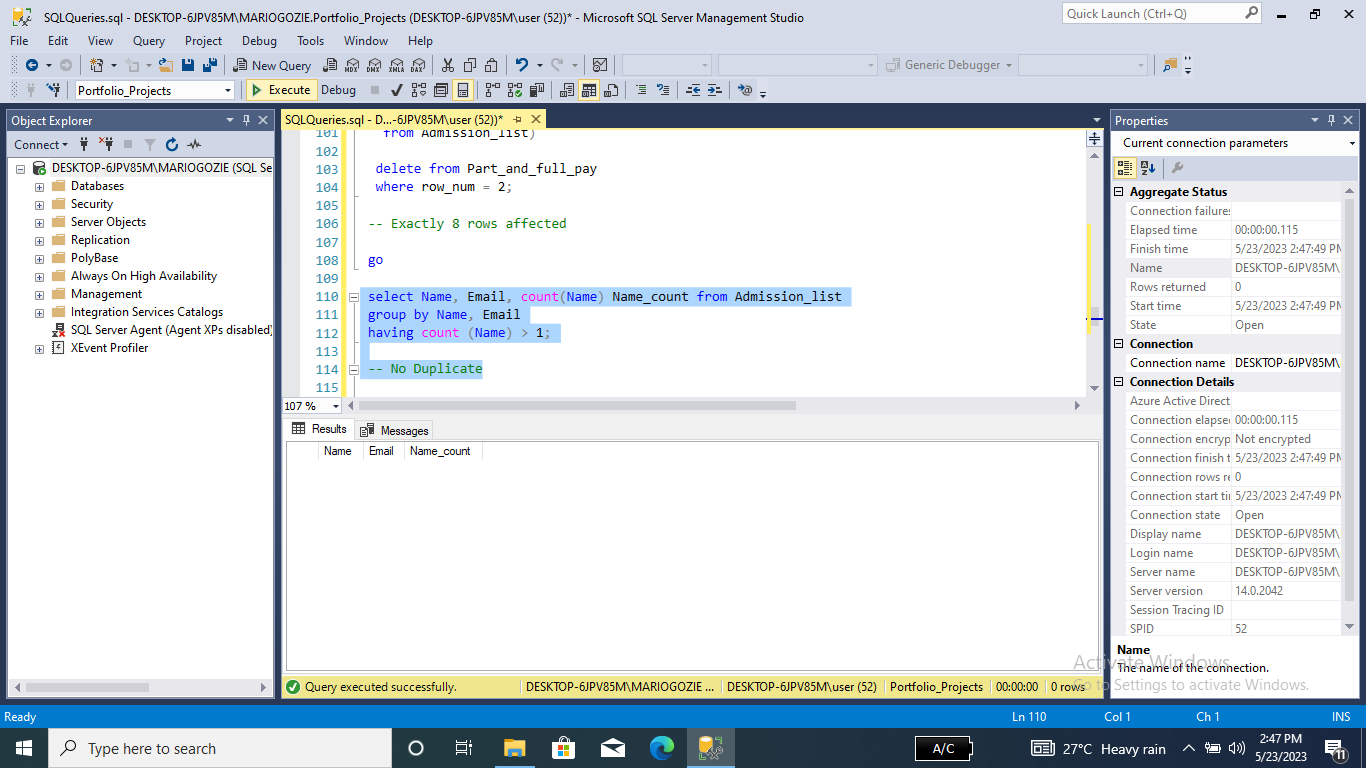 SQLQueries.sql - DESKTOP-6JPV85M\MARIOGOZIE.Portfolio_Projects (DESKTOP-6JPV85M\user (52))* - Microsoft SQL Server Management Studio
Quick Launch (Ctrl+Q)
File Edit View Query Project Debug Tools Window Help
New Query MDX DMX XMLA DAX Generic Debugger
Portfolio_Projects Execute Debug
Object Explorer
Connect
DESKTOP-6JPV85M\MARIOGOZIE (SQL Se
Databases
Security
Server Objects
Replication
PolyBase
Always On High Availability
Management
Integration Services Catalogs
SQL Server Agent (Agent XPs disabled)
XEvent Profiler
SQLQueries.sql - D...-6JPV85M\user (52))*
101 from Admission_list)
102
103 delete from Part_and_full_pay
104 where row_num = 2;
105
106 -- Exactly 8 rows affected
107
108 go
109
110 select Name, Email, count(Name) Name_count from Admission_list
111 group by Name, Email
112 having count (Name) > 1;
113
114 -- No Duplicate
115
107 %
Results Messages
Name Email Name_count
Query executed successfully. DESKTOP-6JPV85M\MARIOGOZIE ... DESKTOP-6JPV85M\user (52) Portfolio_Projects 00:00:00 0 rows
Properties
Current connection parameters
Aggregate Status
Connection failures
Elapsed time 00:00:00.115
Finish time 5/23/2023 2:47:49 PM
Name DESKTOP-6JPV85M\
Rows returned 0
Start time 5/23/2023 2:47:49 PM
State Open
Connection
Connection name DESKTOP-6JPV85M\
Connection Details
Azure Active Direct
Connection elapse 00:00:00.115
Connection encryp Not encrypted
Connection finish t 5/23/2023 2:47:49 PM
Connection rows re 0
Connection start ti 5/23/2023 2:47:49 PM
Connection state Open
Display name DESKTOP-6JPV85M\
Login name DESKTOP-6JPV85M\
Server name DESKTOP-6JPV85M\
Server version 14.0.2042
Session Tracing ID
SPID 52
Name
The name of the connection.
Activate Windows
Go to Settings to activate Windows.
Ready Ln 110 Col 1 Ch 1 INS
Type here to search
A/C 27°C Heavy rain 2:47 PM
5/23/2023
11